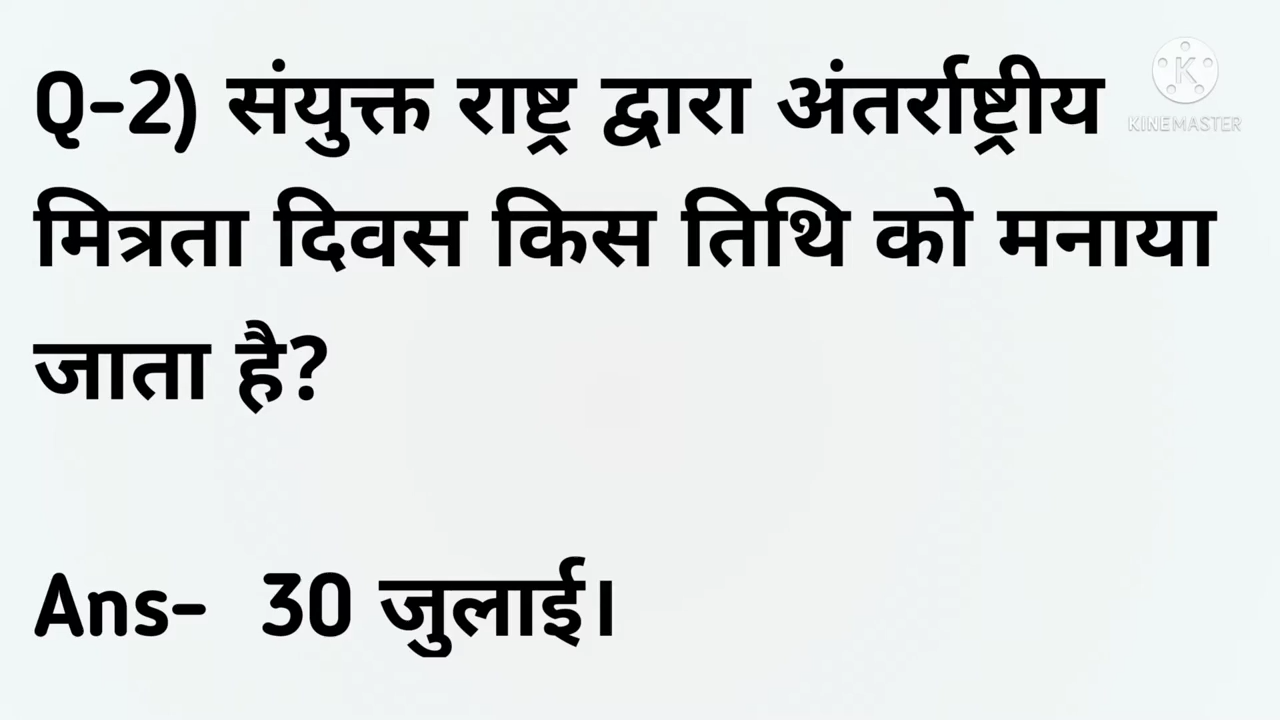 Q-2) संयुक्त राष्ट्र द्वारा अंतर्राष्ट्रीय
मित्रता दिवस किस तिथि को मनाया
जाता है?
Ans- 30 जुलाई।
K
KINEMASTER